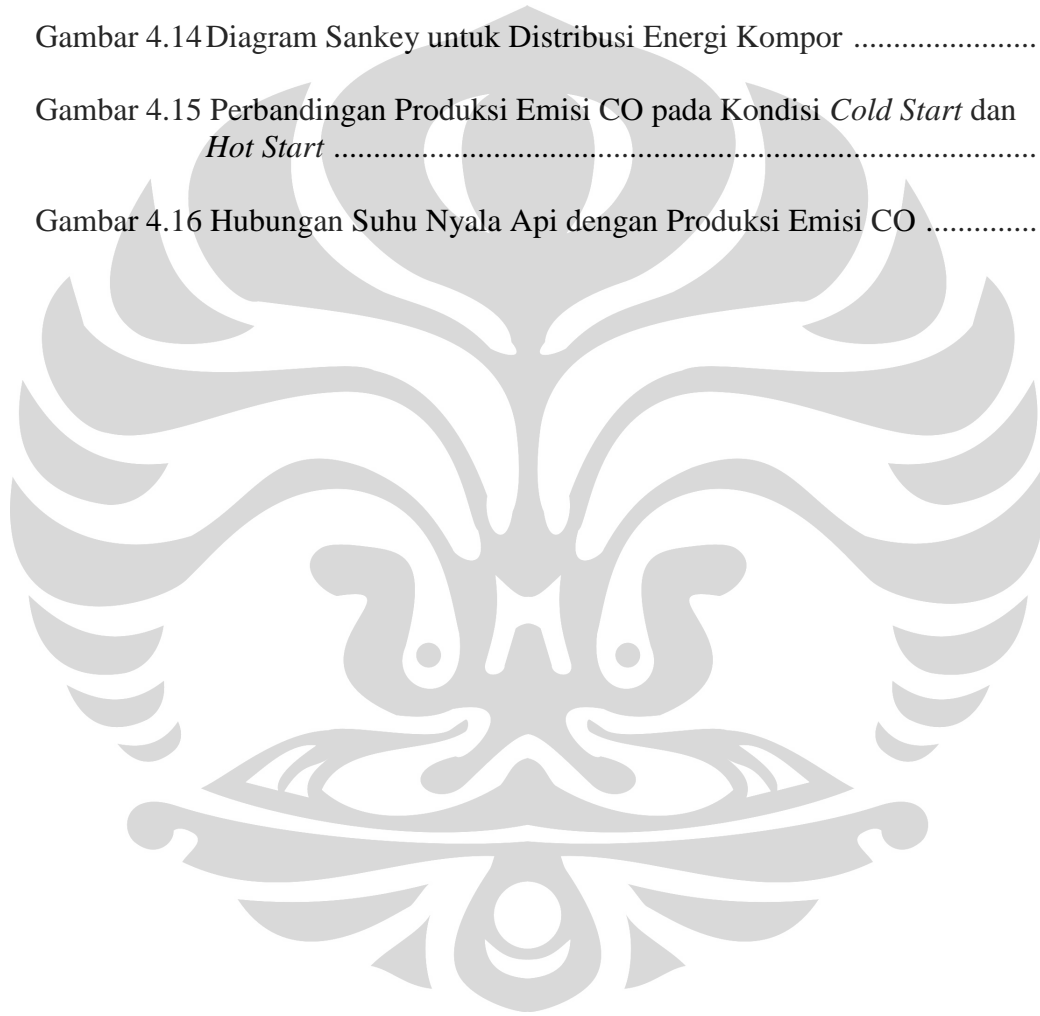 Gambar 4.14 Diagram Sankey untuk Distribusi Energi Kompor ......................
Gambar 4.15 Perbandingan Produksi Emisi CO pada Kondisi Cold Start dan
Hot Start .....................................................................................
Gambar 4.16 Hubungan Suhu Nyala Api dengan Produksi Emisi CO .............